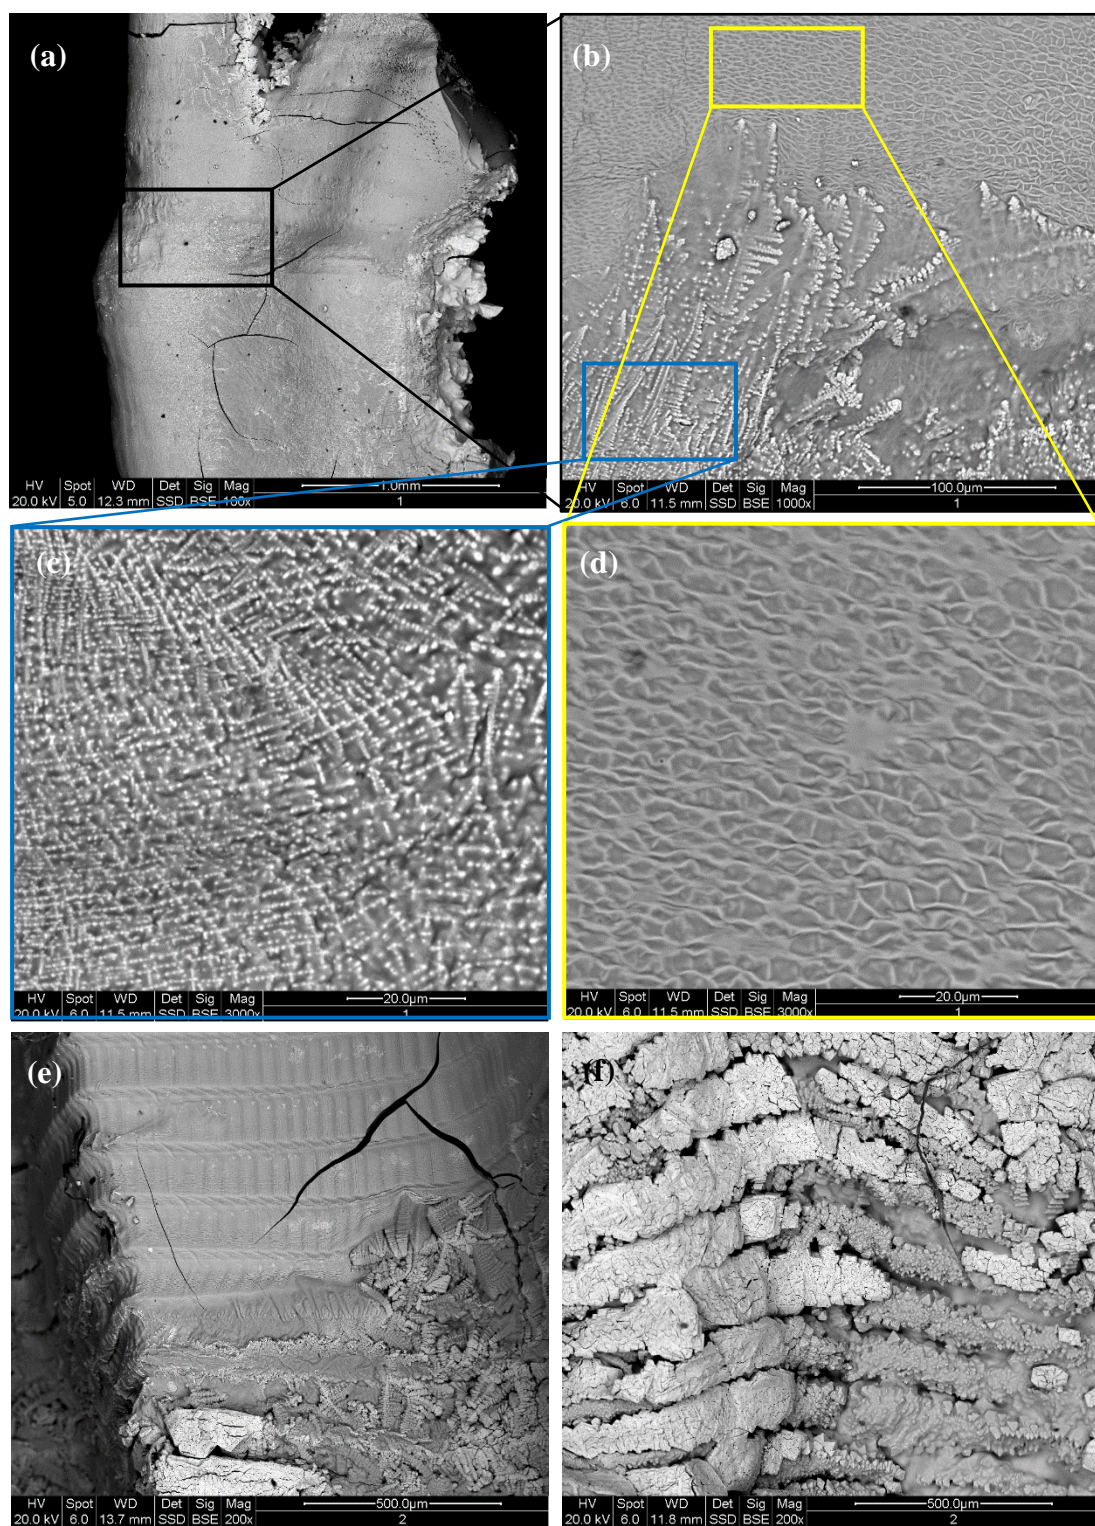 (a)
HV Spot WD Det Sig Mag 1.0mm
20.0 kV 5.0 12.3 mm SSD BSE 100x 1
(b)
HV Spot WD Det Sig Mag 100.0µm
20.0 kV 6.0 11.5 mm SSD BSE 1000x 1
(c)
HV Spot WD Det Sig Mag 20.0µm
20.0 kV 6.0 11.5 mm SSD BSE 3000x 1
(d)
HV Spot WD Det Sig Mag 20.0µm
20.0 kV 6.0 11.5 mm SSD BSE 3000x 1
(e)
HV Spot WD Det Sig Mag 500.0µm
20.0 kV 6.0 13.7 mm SSD BSE 200x 2
(f)
HV Spot WD Det Sig Mag 500.0µm
20.0 kV 6.0 11.8 mm SSD BSE 200x 2